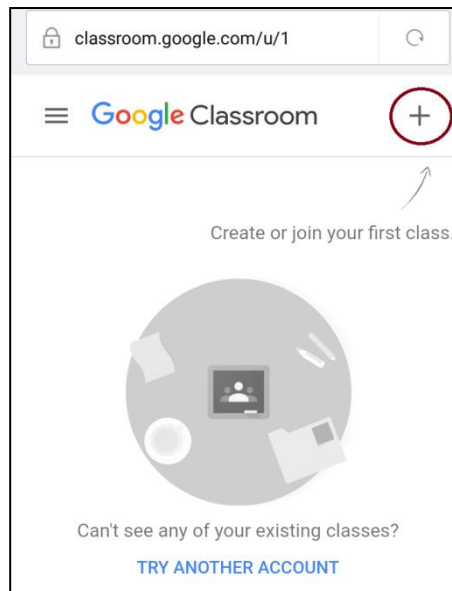 classroom.google.com/u/1
Google Classroom
Create or join your first class.
Can't see any of your existing classes?
TRY ANOTHER ACCOUNT